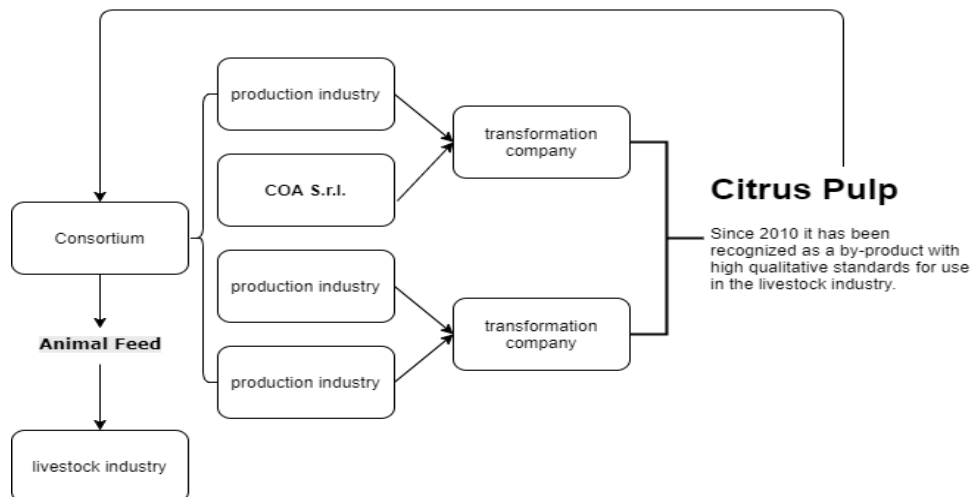 production industry
transformation
company
COA S.r.l.
Citrus Pulp
Consortium
Since 2010 it has been
recognized as a by-product with
high qualitative standards for use
in the livestock industry.
production industry
transformation
company
Animal Feed
production industry
livestock industry